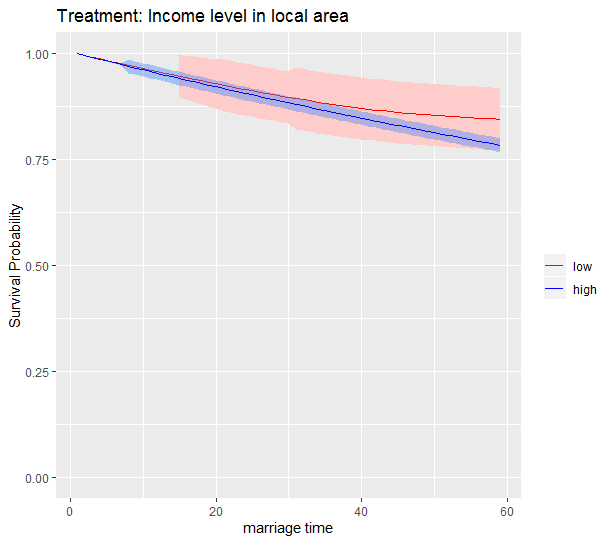 Treatment: Income level in local area
1.00
0.75
0.50
0.25
0.00
Survival Probability
0
20
40
60
marriage time
low
high